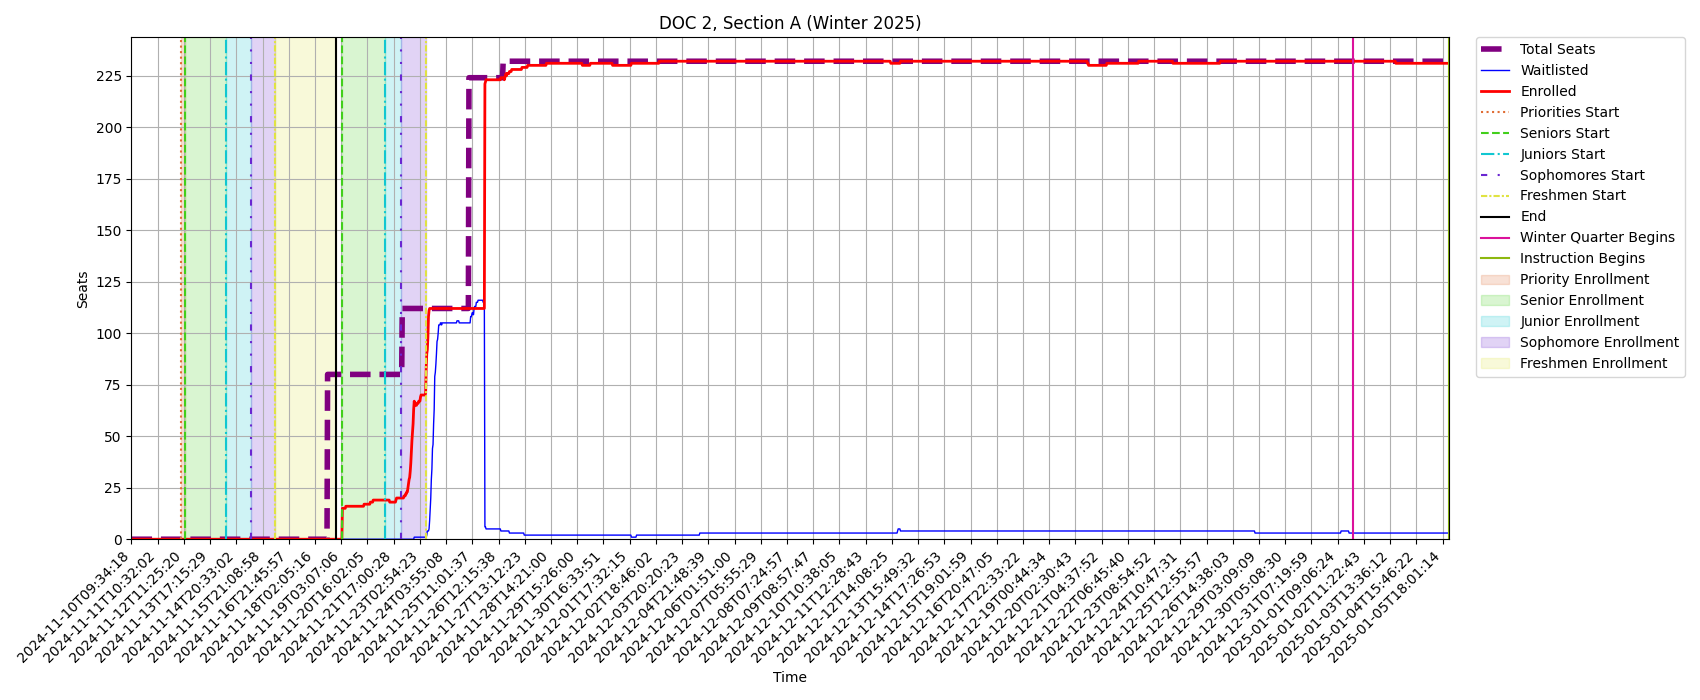 DOC 2, Section A (Winter 2025)
Seats
225
200
175
150
125
100
75
50
25
0
2024-11-10T09:34:18
2024-11-11T10:32:02
2024-11-12T11:25:20
2024-11-13T17:15:29
2024-11-14T20:33:02
2024-11-15T21:08:58
2024-11-16T21:45:57
2024-11-18T02:05:16
2024-11-19T03:07:06
2024-11-20T16:02:05
2024-11-21T17:00:28
2024-11-23T02:54:23
2024-11-24T03:55:08
2024-11-25T11:01:37
2024-11-26T12:15:38
2024-11-27T13:12:23
2024-11-28T14:21:00
2024-11-29T15:26:00
2024-11-30T16:33:51
2024-12-01T17:32:15
2024-12-02T18:46:02
2024-12-03T20:20:23
2024-12-04T21:48:39
2024-12-06T01:51:00
2024-12-07T05:55:29
2024-12-08T07:24:57
2024-12-09T08:57:47
2024-12-10T10:38:05
2024-12-11T12:28:43
2024-12-12T14:08:25
2024-12-13T15:49:32
2024-12-14T17:26:53
2024-12-15T19:01:59
2024-12-16T20:47:05
2024-12-17T22:33:22
2024-12-19T00:44:34
2024-12-20T02:30:43
2024-12-21T04:37:52
2024-12-22T06:45:40
2024-12-23T08:54:52
2024-12-24T10:47:31
2024-12-25T12:55:57
2024-12-26T14:38:03
2024-12-29T03:09:09
2024-12-30T05:08:30
2024-12-31T07:19:59
2025-01-01T09:06:24
2025-01-02T11:22:43
2025-01-03T13:36:12
2025-01-04T15:46:22
2025-01-05T18:01:14
Time
Total Seats
Waitlisted
Enrolled
Priorities Start
Seniors Start
Juniors Start
Sophomores Start
Freshmen Start
End
Winter Quarter Begins
Instruction Begins
Priority Enrollment
Senior Enrollment
Junior Enrollment
Sophomore Enrollment
Freshmen Enrollment